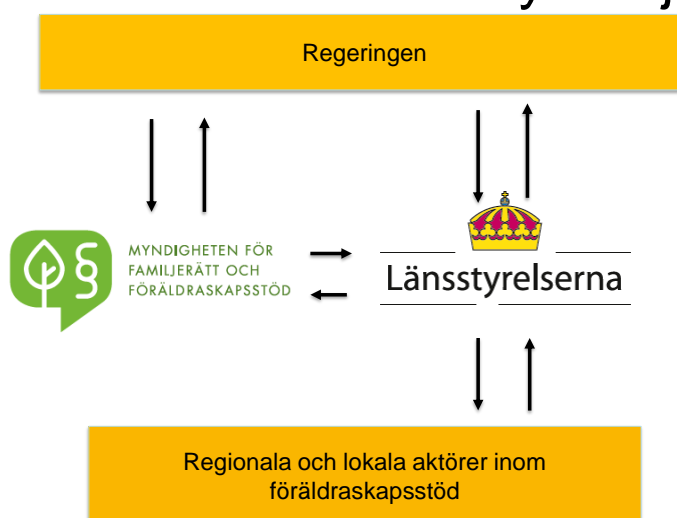 Regeringen
§
MYNDIGHETEN FÖR
FAMILJERÄTT OCH
FÖRÄLDRASKAPSSTÖD
Länsstyrelserna
Regionala och lokala aktörer inom
föräldraskapsstöd